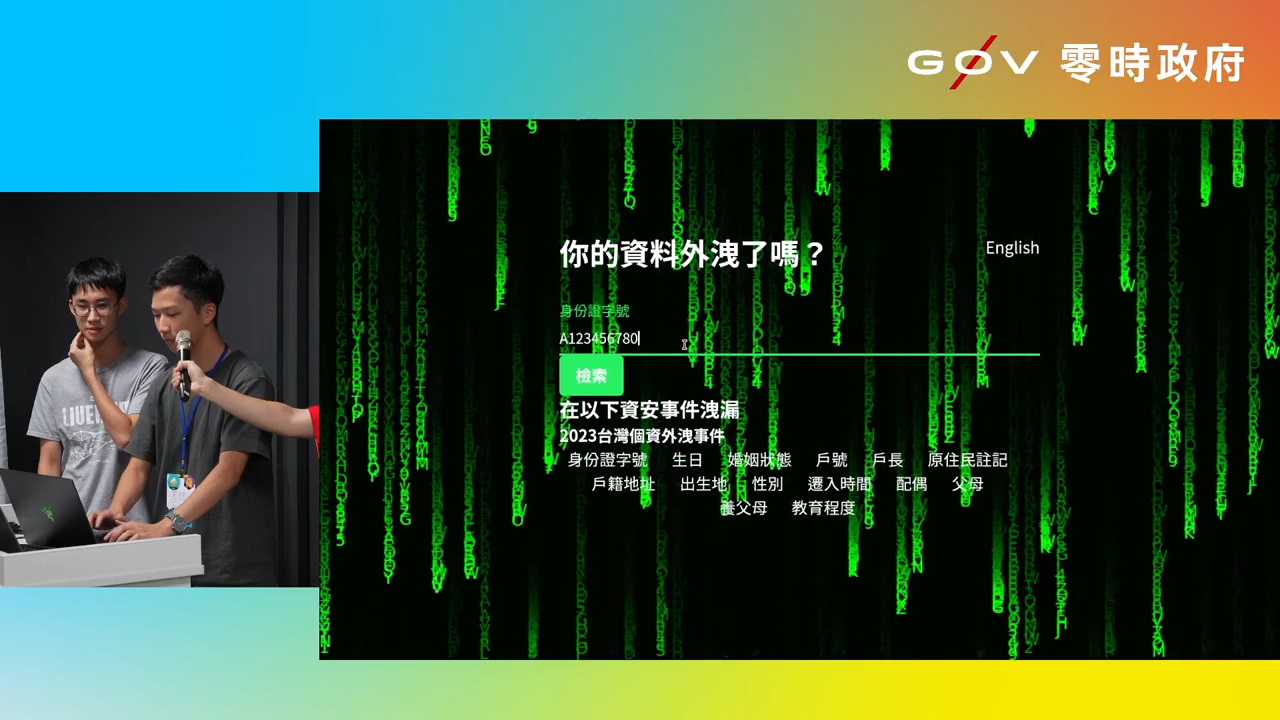 GOV 零時政府
你的資料外洩了嗎？
English
身份證字號
A123456780
檢索
在以下資安事件洩漏
2023台灣個資外洩事件
身份證字號 生日 婚姻狀態 戶號 戶長 原住民註記
戶籍地址 出生地 性別 遷入時間 配偶 父母
養父母 教育程度